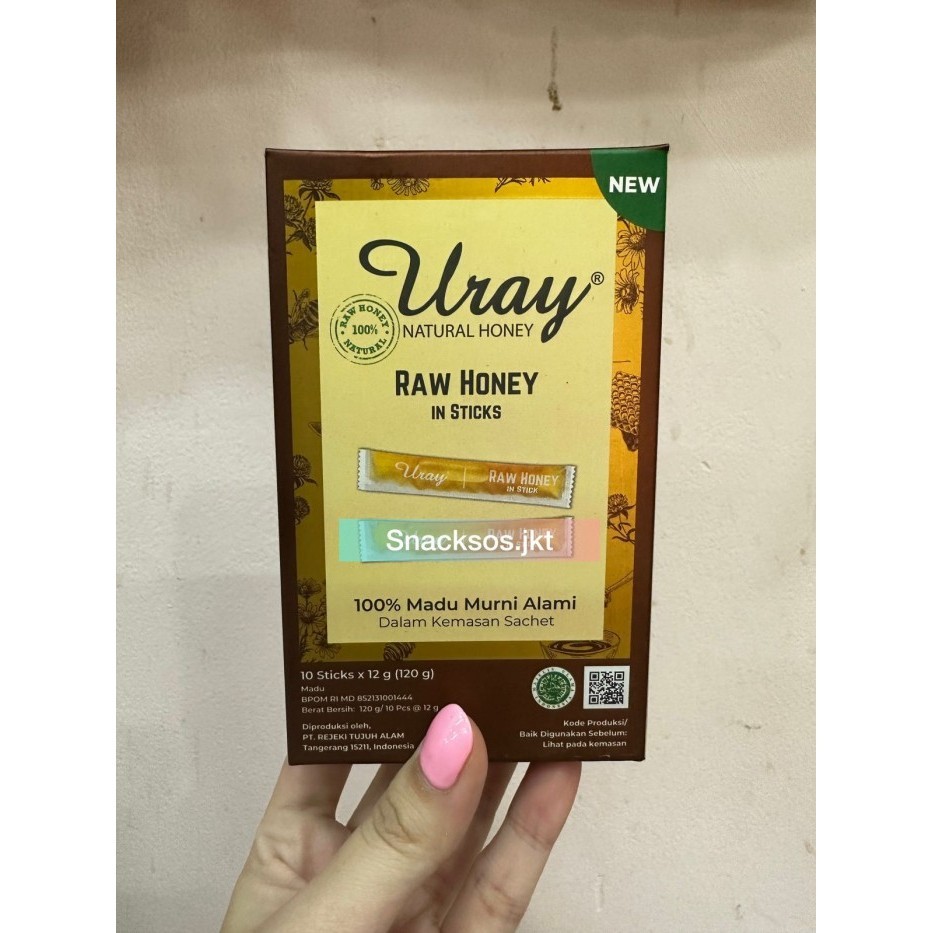 NEW
Uray®
NATURAL HONEY
RAW HONEY
100%
NATURAL
RAW HONEY
IN STICKS
Uray
RAW HONEY
IN STICK
Snacksos.jkt
RAW HONEY
100% Madu Murni Alami
Dalam Kemasan Sachet
10 Sticks x 12 g (120 g)
Madu
BPOM RI MD 852131001444
Berat Bersih: 120 g/ 10 Pcs @ 12 g
Diproduksi oleh,
PT. REJEKI TUJUH ALAM
Tangerang 15211, Indonesia
Kode Produksi/
Baik Digunakan Sebelum:
Lihat pada kemasan